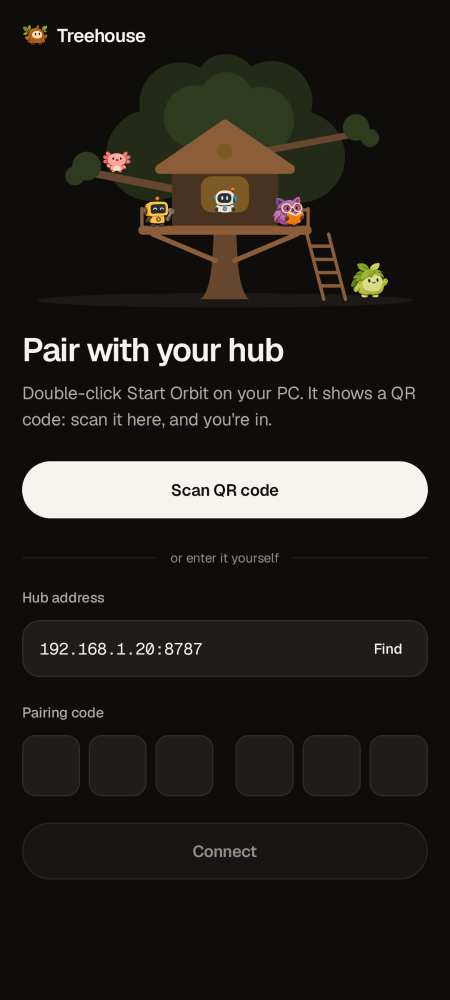 Treehouse
Pair with your hub
Double-click Start Orbit on your PC. It shows a QR
code: scan it here, and you're in.
Scan QR code
or enter it yourself
Hub address
192.168.1.20:8787
Find
Pairing code
Connect